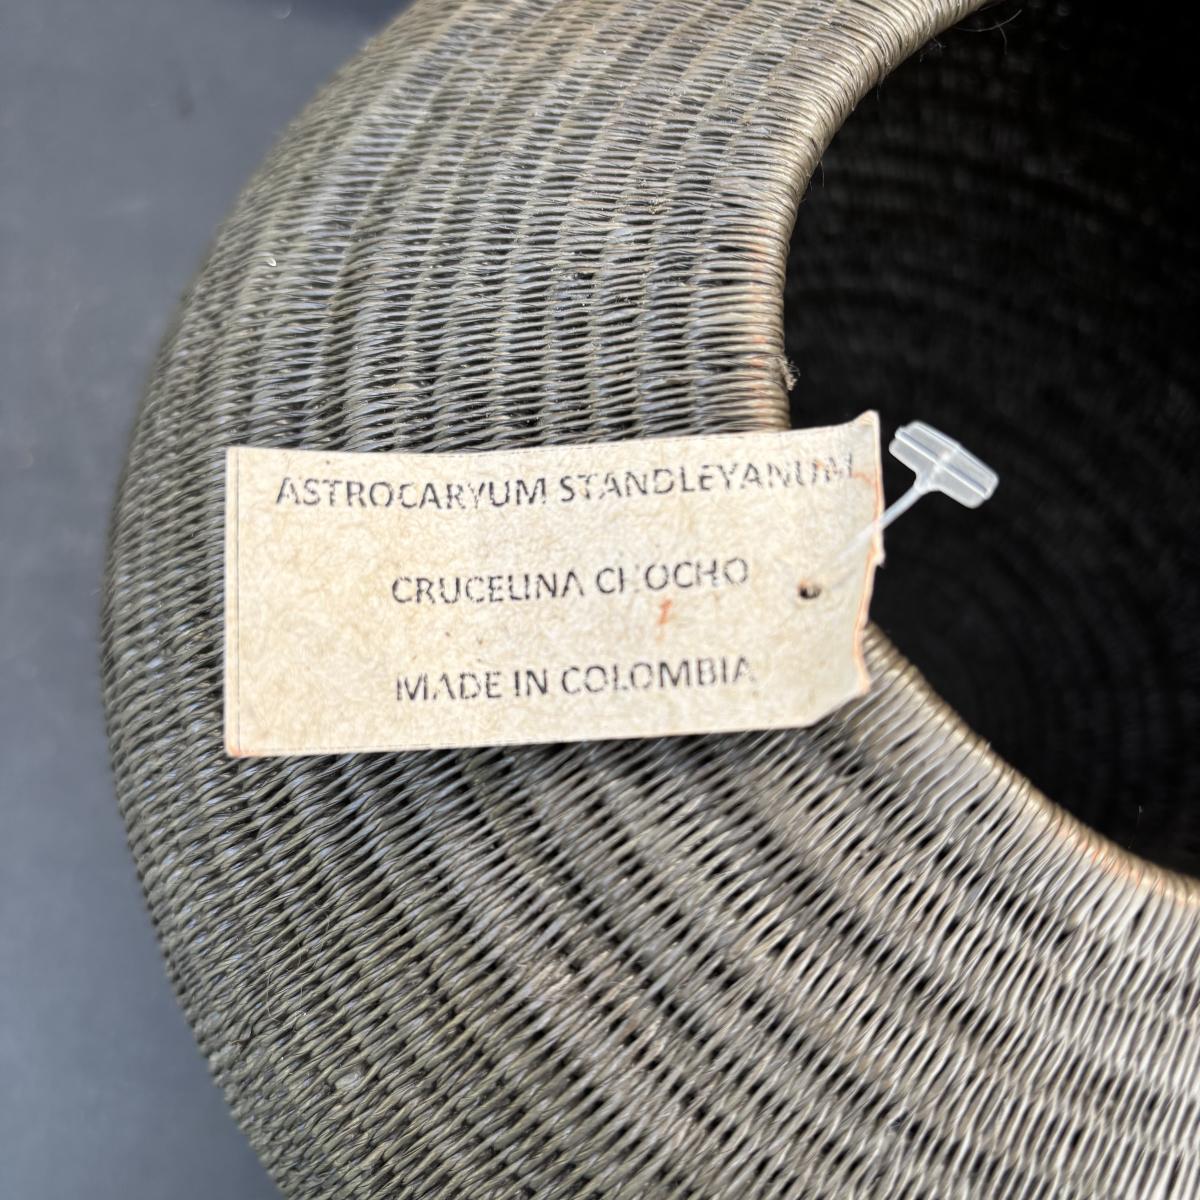 ASTROCARYUM STANDLEYANUM
CRUCELINA CHOCHO
MADE IN COLOMBIA